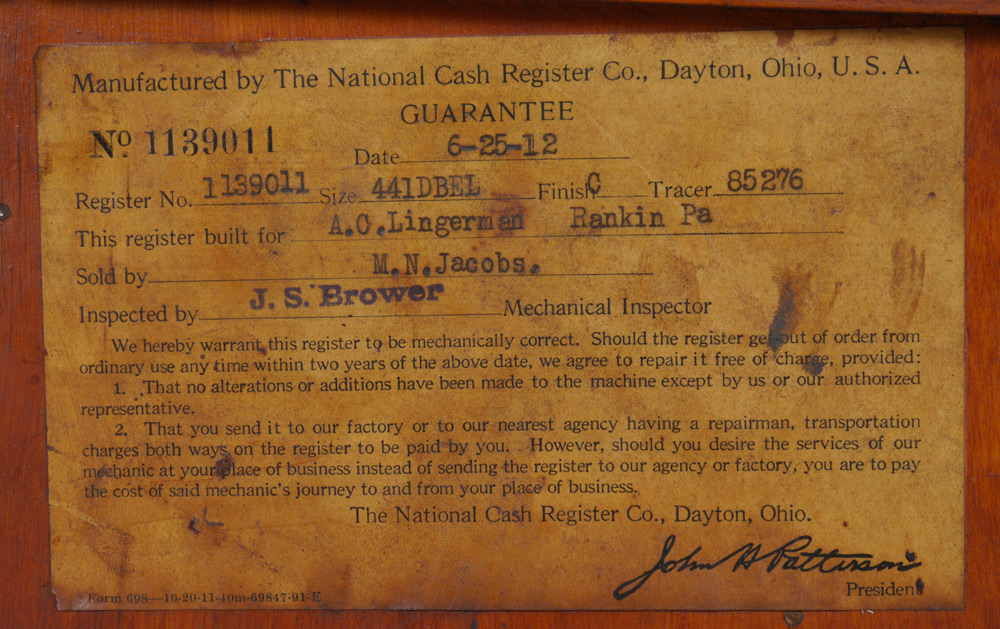 Manufactured by The National Cash Register Co., Dayton, Ohio, U. S. A.
GUARANTEE
No 1139011
Date 6-25-12
Register No. 1139011 Size 441DBEL Finish C Tracer 85276
This register built for A.C.Lingerman Rankin Pa
Sold by M.N.Jacobs.
Inspected by J. S. Brower Mechanical Inspector
We hereby warrant this register to be mechanically correct. Should the register get out of order from
ordinary use any time within two years of the above date, we agree to repair it free of charge, provided:
1. That no alterations or additions have been made to the machine except by us or our authorized
representative.
2. That you send it to our factory or to our nearest agency having a repairman, transportation
charges both ways on the register to be paid by you. However, should you desire the services of our
mechanic at your place of business instead of sending the register to our agency or factory, you are to pay
the cost of said mechanic's journey to and from your place of business.
The National Cash Register Co., Dayton, Ohio.
John H Patterson
President
Form 698—10-20-11-40m-69847-91-E